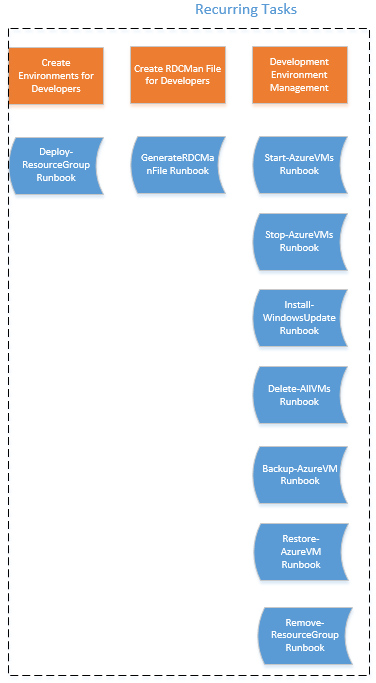 Recurring Tasks
Create
Environments for
Developers
Create RDCMan File
for Developers
Development
Environment
Management
Deploy-
ResourceGroup
Runbook
GenerateRDCMa
nFile Runbook
Start-AzureVMs
Runbook
Stop-AzureVMs
Runbook
Install-
WindowsUpdate
Runbook
Delete-AllVMs
Runbook
Backup-AzureVM
Runbook
Restore-
AzureVM
Runbook
Remove-
ResourceGroup
Runbook